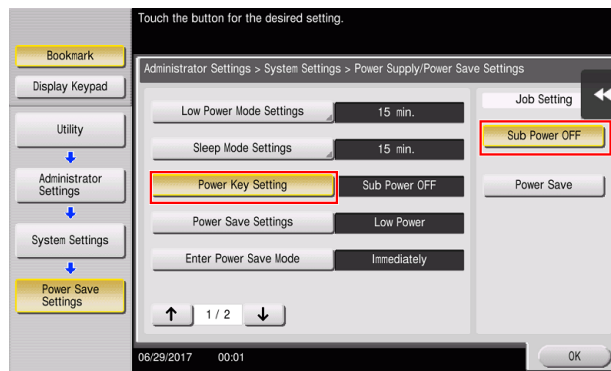 Touch the button for the desired setting.
Bookmark
Display Keypad
Utility
Administrator
Settings
System Settings
Power Save
Settings
Administrator Settings > System Settings > Power Supply/Power Save Settings
Low Power Mode Settings 15 min.
Sleep Mode Settings 15 min.
Power Key Setting Sub Power OFF
Power Save Settings Low Power
Enter Power Save Mode Immediately
↑ 1/ 2 ↓
Job Setting
Sub Power OFF
Power Save
06/29/2017 00:01
OK